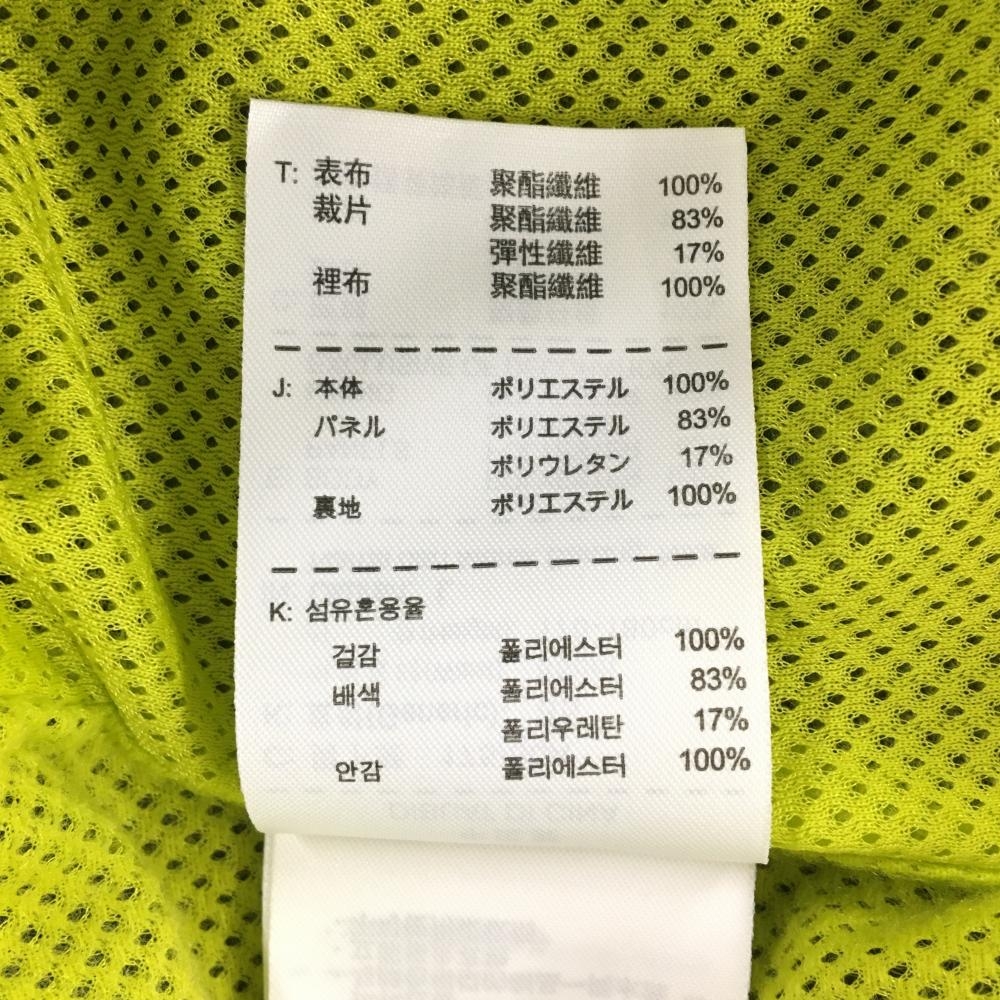 T: 表布 聚酯纖維 100%
裁片 聚酯纖維 83%
彈性纖維 17%
裡布 聚酯纖維 100%
J: 本体 ポリエステル 100%
パネル ポリエステル 83%
ポリウレタン 17%
裏地 ポリエステル 100%
K: 섬유혼용율
겉감 폴리에스터 100%
배색 폴리에스터 83%
폴리우레탄 17%
안감 폴리에스터 100%